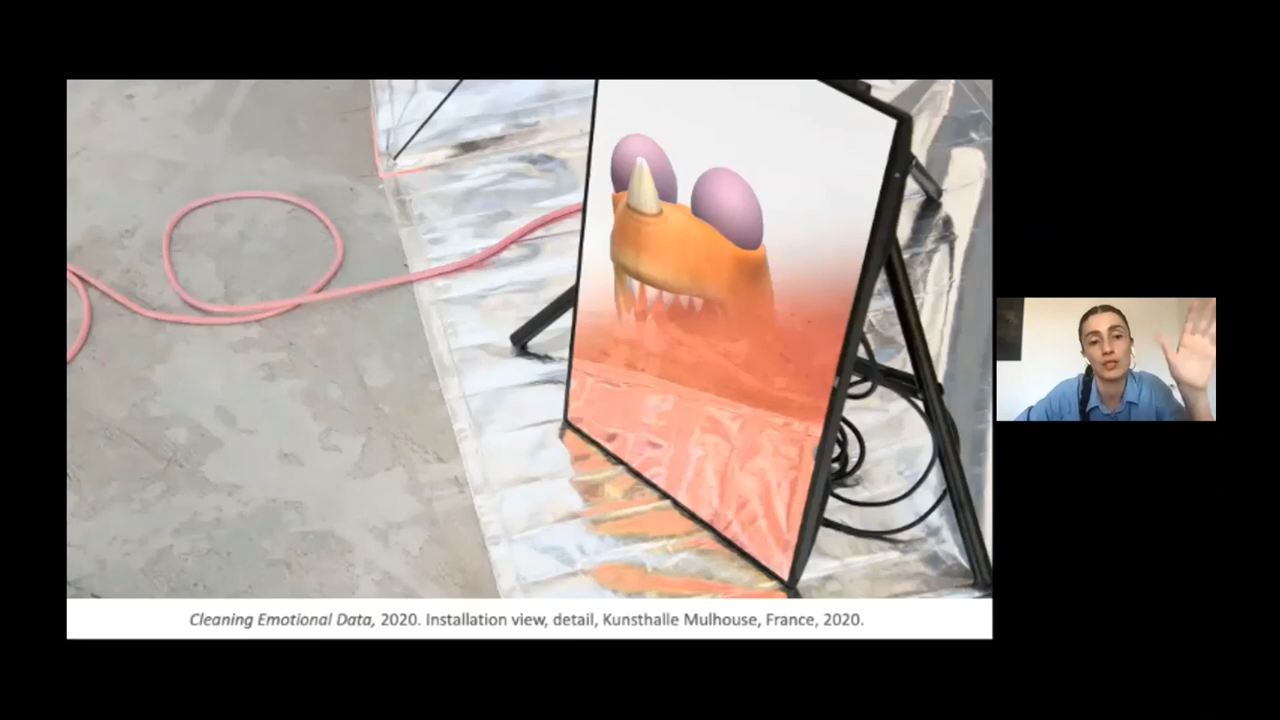 Cleaning Emotional Data, 2020. Installation view, detail, Kunsthalle Mulhouse, France, 2020.